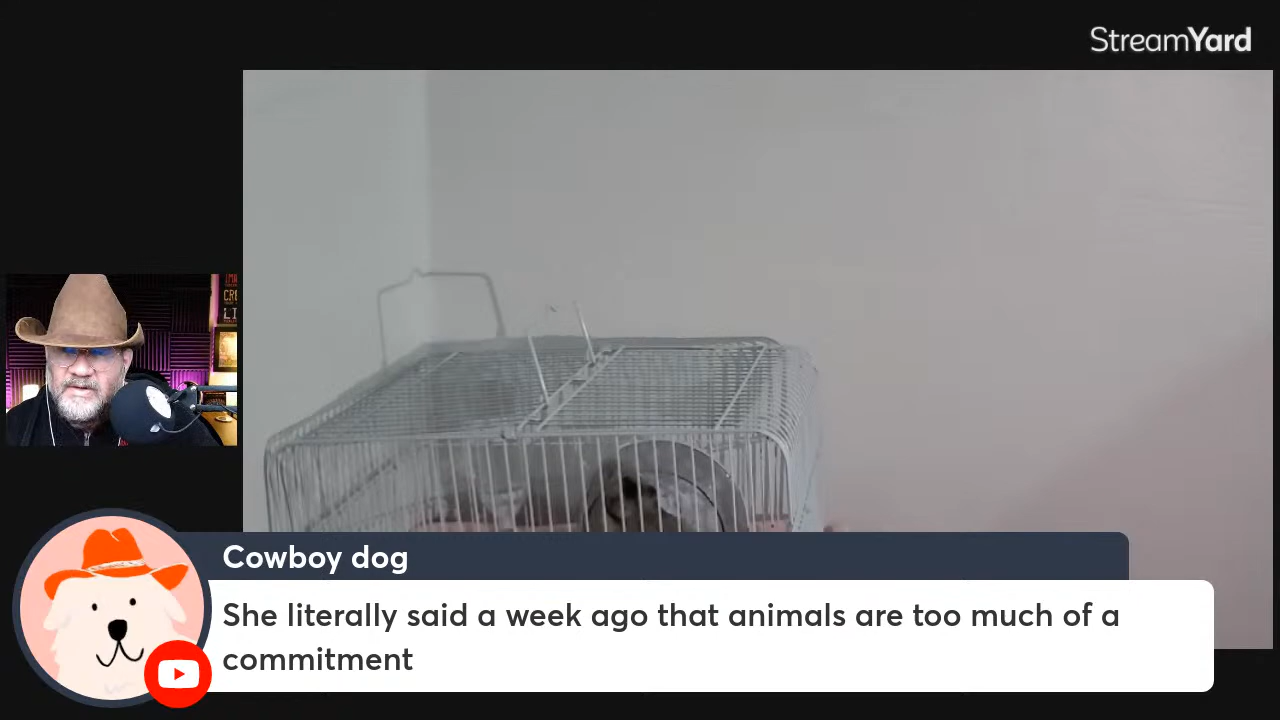 StreamYard
Cowboy dog
She literally said a week ago that animals are too much of a
commitment